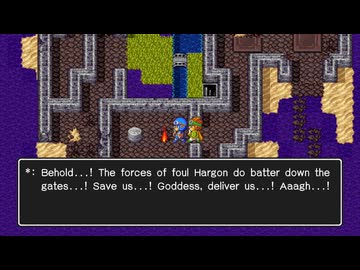 *: Behold...! The forces of foul Hargon do batter down the
gates...! Save us...! Goddess, deliver us...! Aaagh...!